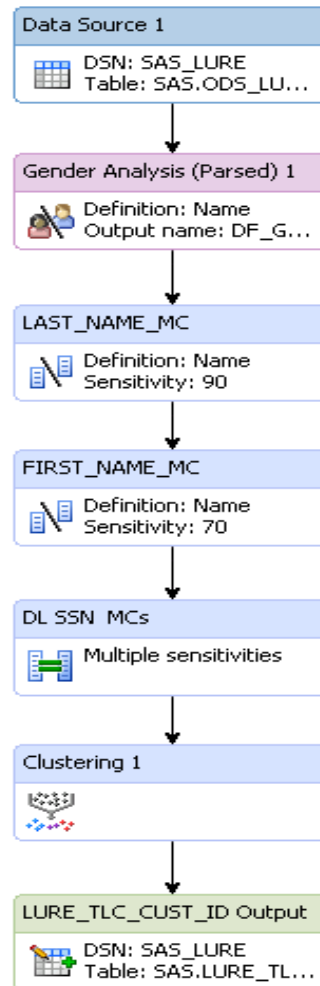 Data Source 1
DSN: SAS_LURE
Table: SAS.ODS_LU...
Gender Analysis (Parsed) 1
Definition: Name
Output name: DF_G...
LAST_NAME_MC
Definition: Name
Sensitivity: 90
FIRST_NAME_MC
Definition: Name
Sensitivity: 70
DL SSN MCs
Multiple sensitivities
Clustering 1
LURE_TLC_CUST_ID Output
DSN: SAS_LURE
Table: SAS.LURE_TL...